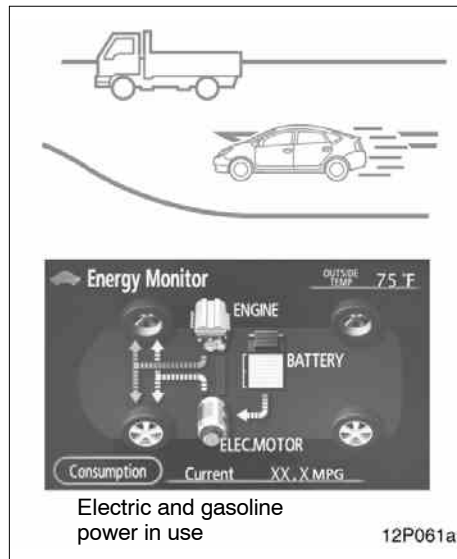 Energy Monitor
OUTSIDE TEMP 75 °F
ENGINE
BATTERY
ELEC.MOTOR
Consumption Current XX.X MPG
Electric and gasoline
power in use
12P061a